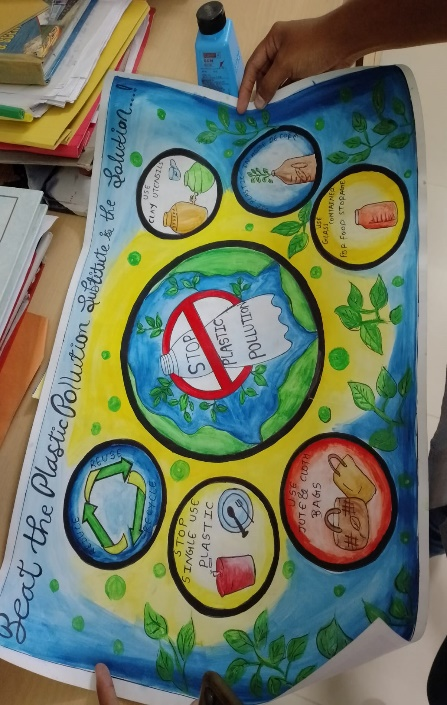 Beat the Plastic Pollution Substitute is the Solution....!
USE
CLAY UTENSILS
USE
GLASS CONTAINER
FOR FOOD STORAGE
STOP
PLASTIC
POLLUTION
REUSE
RECYCLE
STOP
SINGLE USE
PLASTIC
USE
JUTE & CLOTH
BAGS